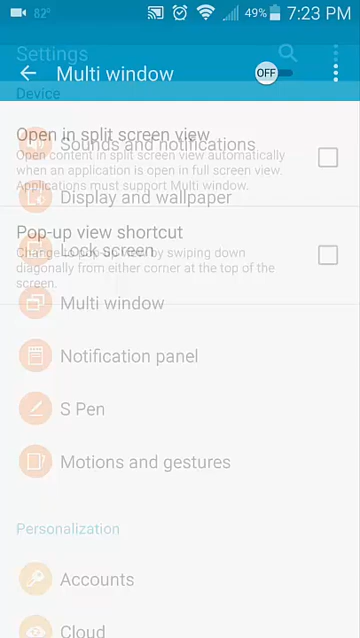 82° 49% 7:23 PM
Settings
Multi window OFF
Device
Open in split screen view
Sounds and notifications
Open content in split screen view automatically
when an application is open in full screen view.
Applications must support Multi window.
Display and wallpaper
Pop-up view shortcut
Lock screen
Change to pop-up view by swiping down
diagonally from either corner at the top of the
screen.
Multi window
Notification panel
S Pen
Motions and gestures
Personalization
Accounts
Cloud